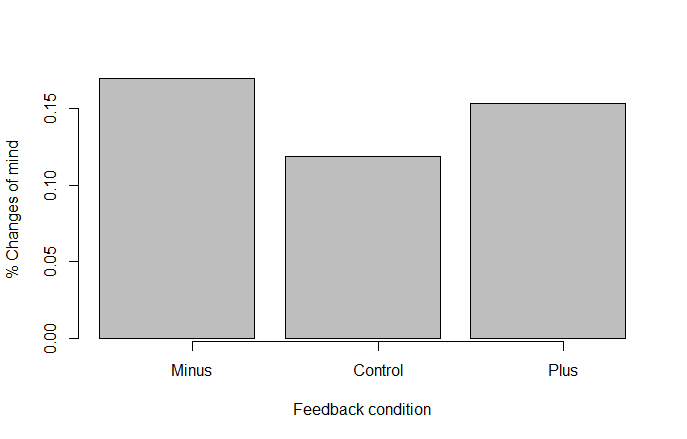 % Changes of mind
0.15
0.10
0.05
0.00
Minus Control Plus
Feedback condition